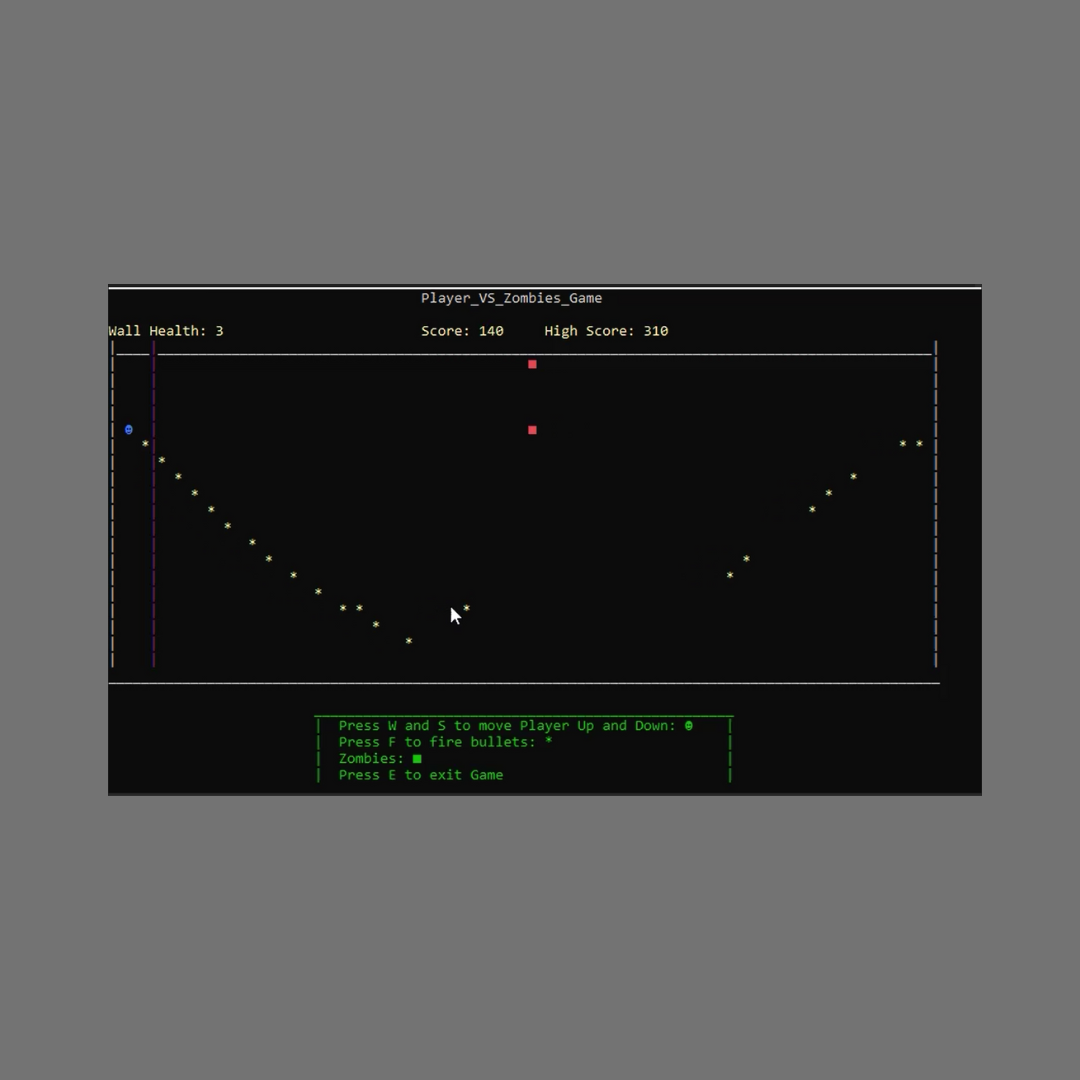 Player_VS_Zombies_Game
Wall Health: 3 Score: 140 High Score: 310
Press W and S to move Player Up and Down:
Press F to fire bullets: *
Zombies: ■
Press E to exit Game